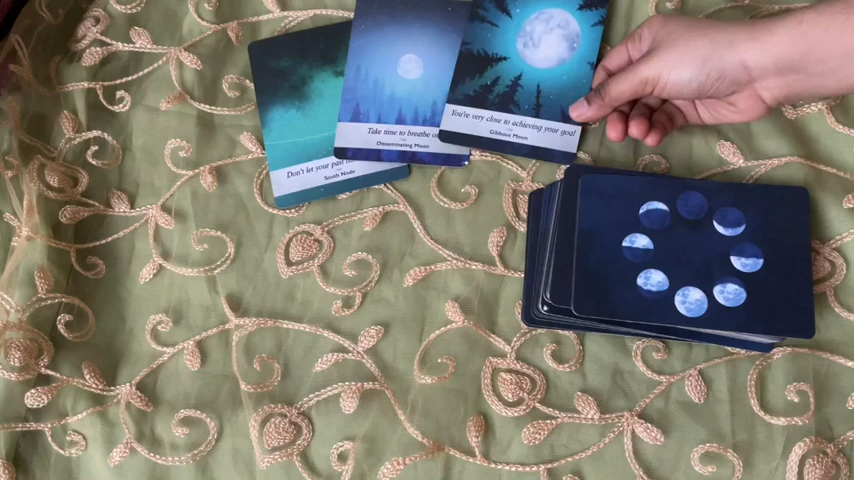 Don't let your past
South Node
Take time to breathe
Disseminating Moon
You're very close to achieving your goal!
Gibbous Moon